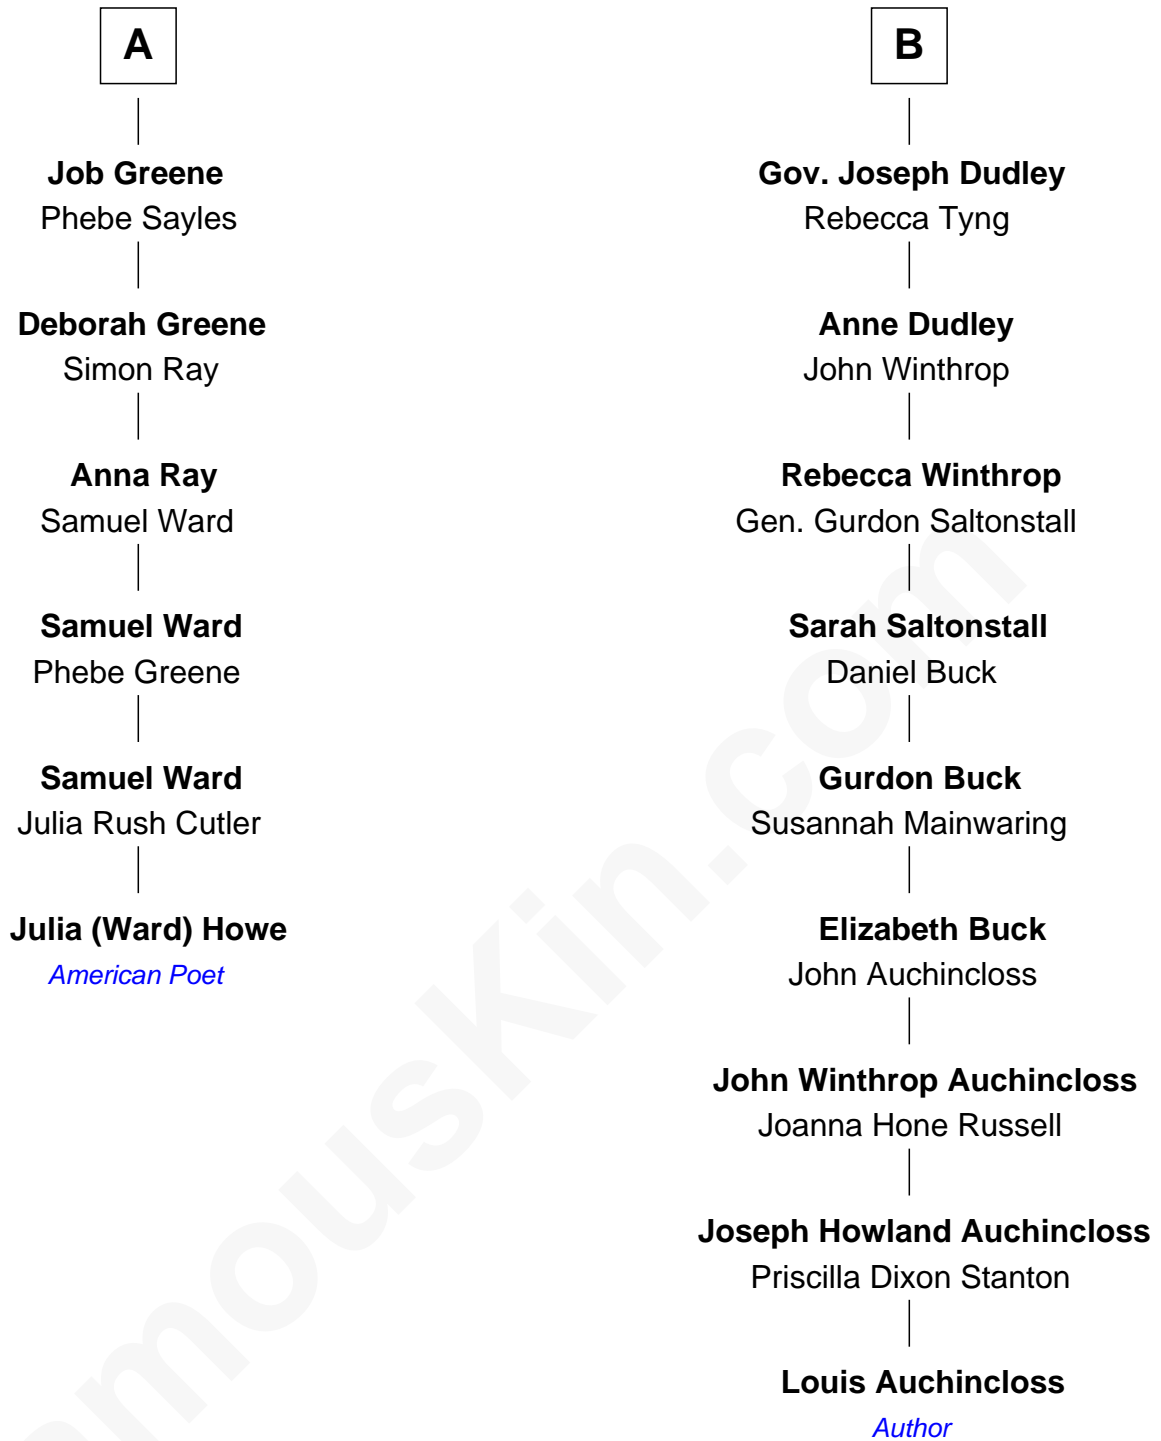 A
Job Greene
Phebe Sayles
Deborah Greene
Simon Ray
Anna Ray
Samuel Ward
Samuel Ward
Phebe Greene
Samuel Ward
Julia Rush Cutler
Julia (Ward) Howe
American Poet
B
Gov. Joseph Dudley
Rebecca Tyng
Anne Dudley
John Winthrop
Rebecca Winthrop
Gen. Gurdon Saltonstall
Sarah Saltonstall
Daniel Buck
Gurdon Buck
Susannah Mainwaring
Elizabeth Buck
John Auchincloss
John Winthrop Auchincloss
Joanna Hone Russell
Joseph Howland Auchincloss
Priscilla Dixon Stanton
Louis Auchincloss
Author
amouskin.com